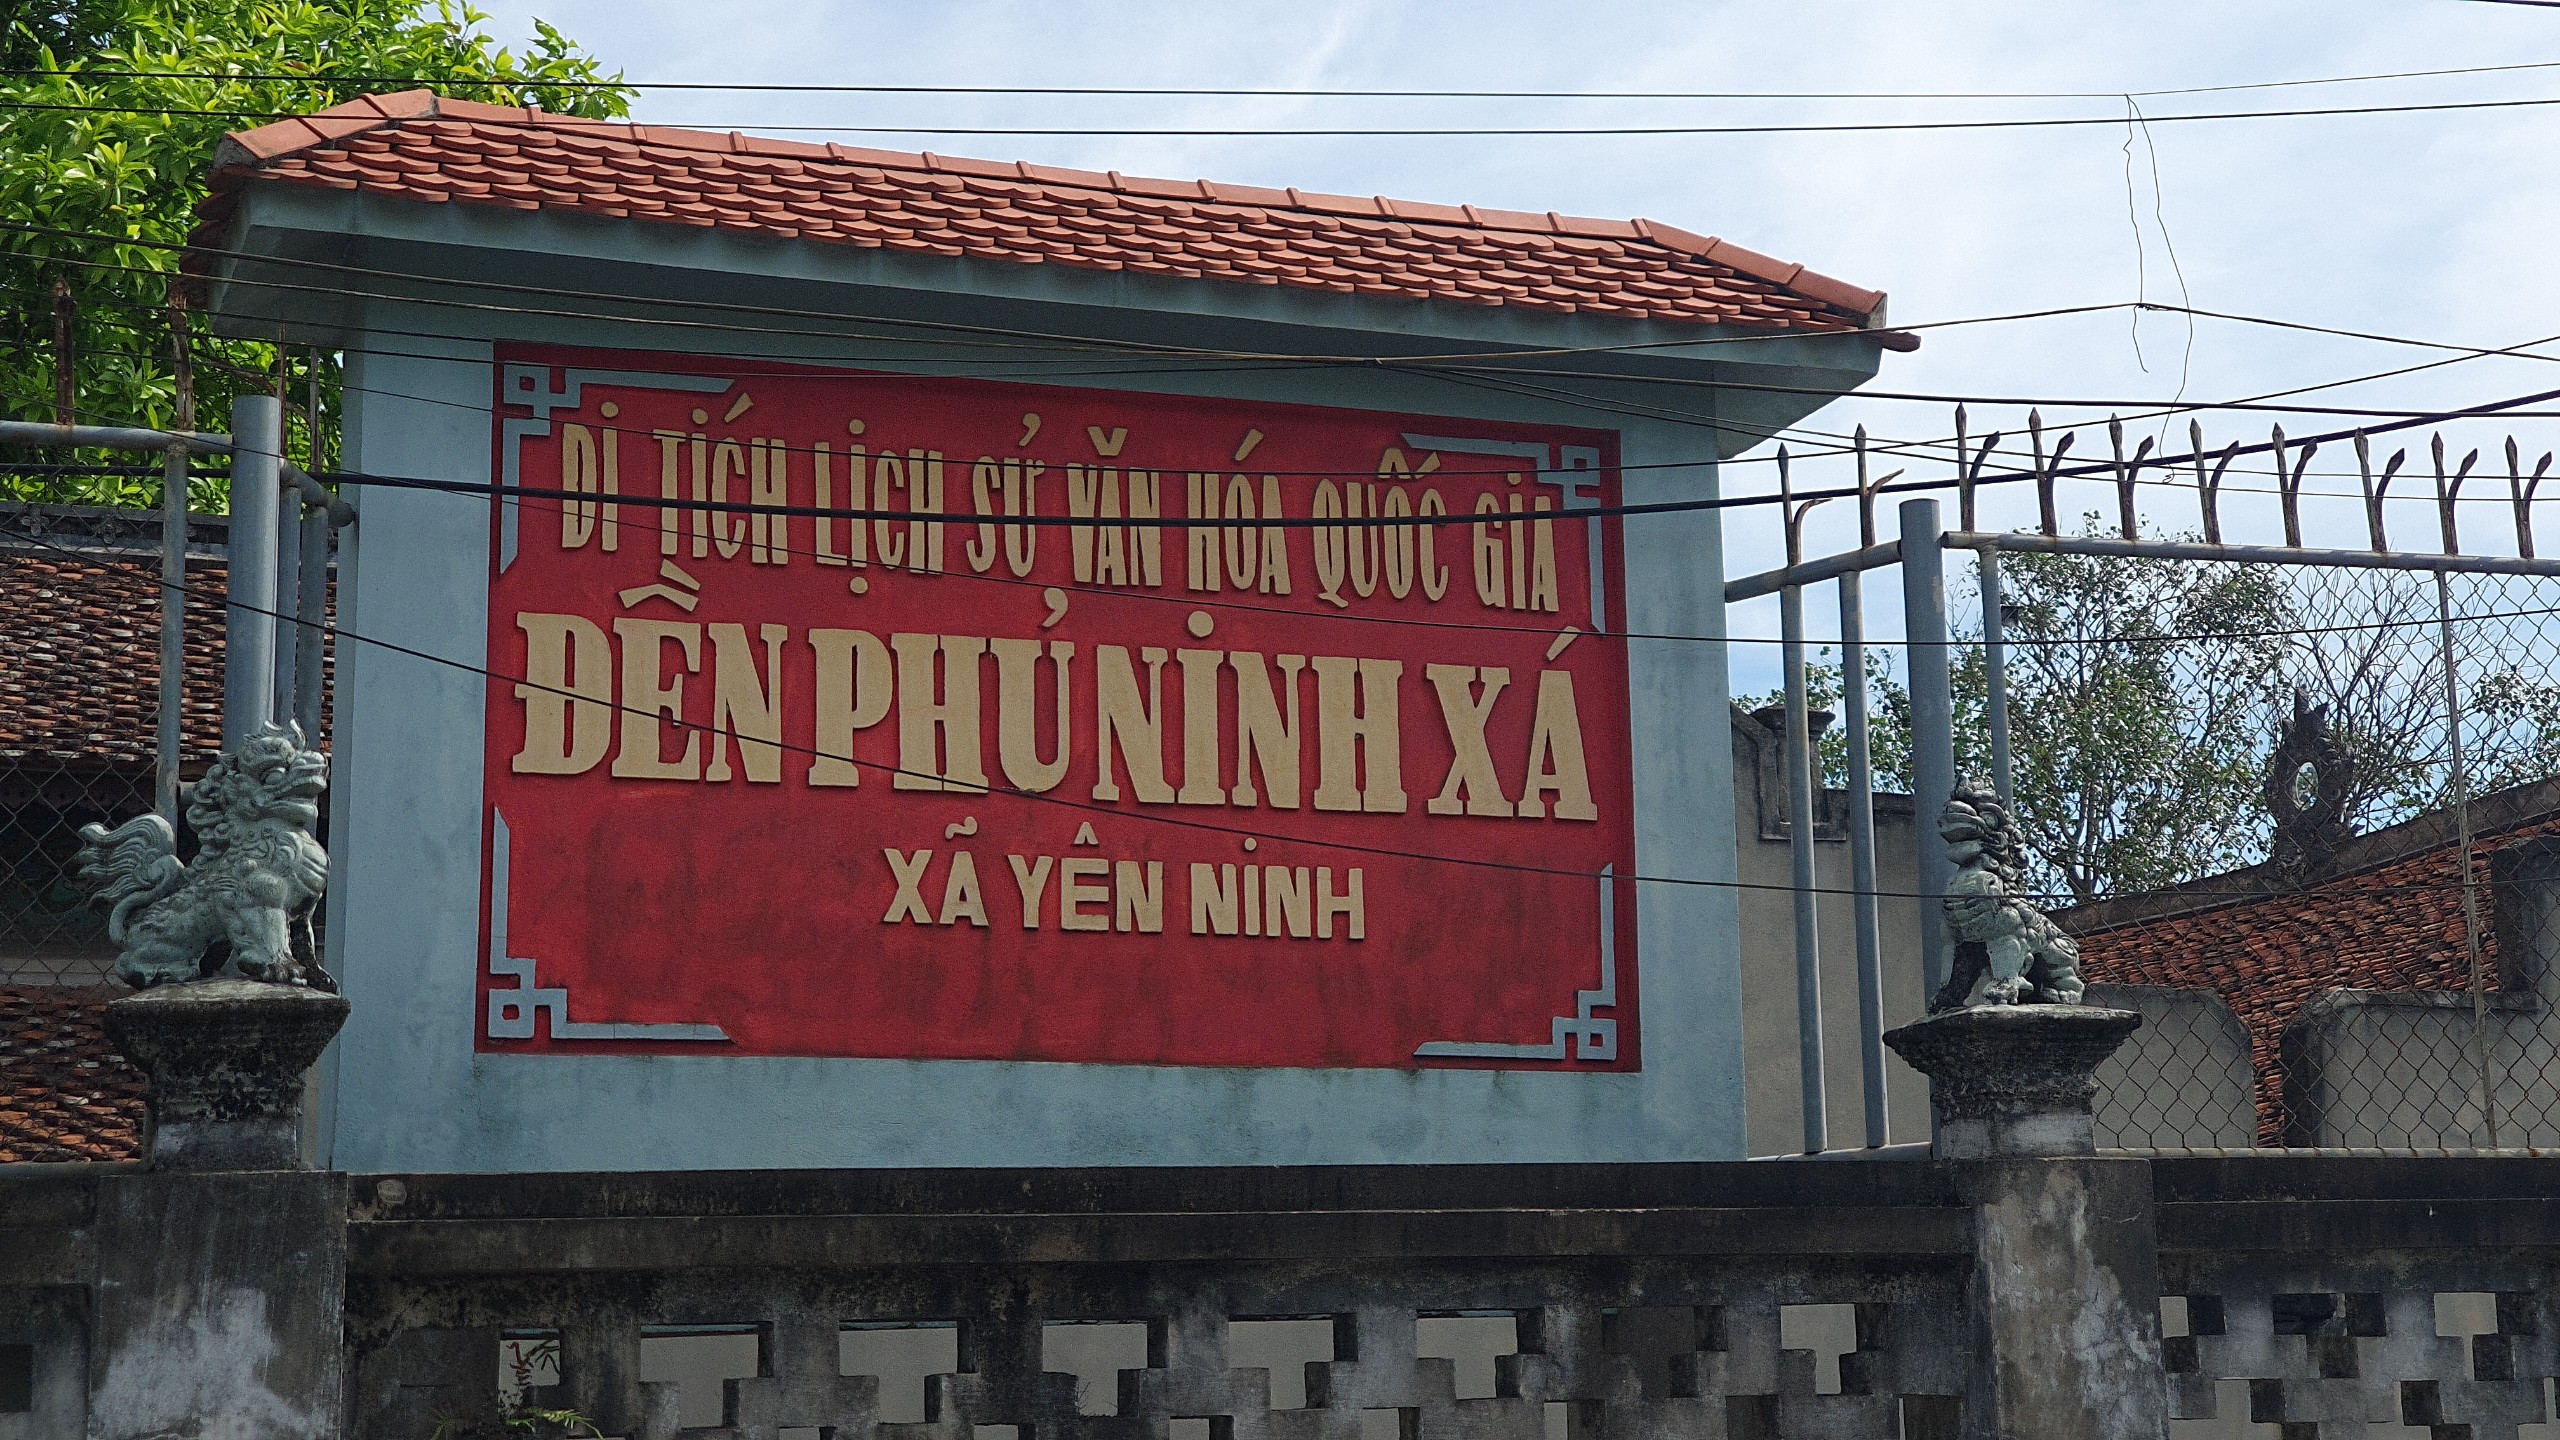 DI TÍCH LỊCH SỬ VĂN HÓA QUỐC GIA
ĐỀN PHỦ NINH XÁ
XÃ YÊN NINH